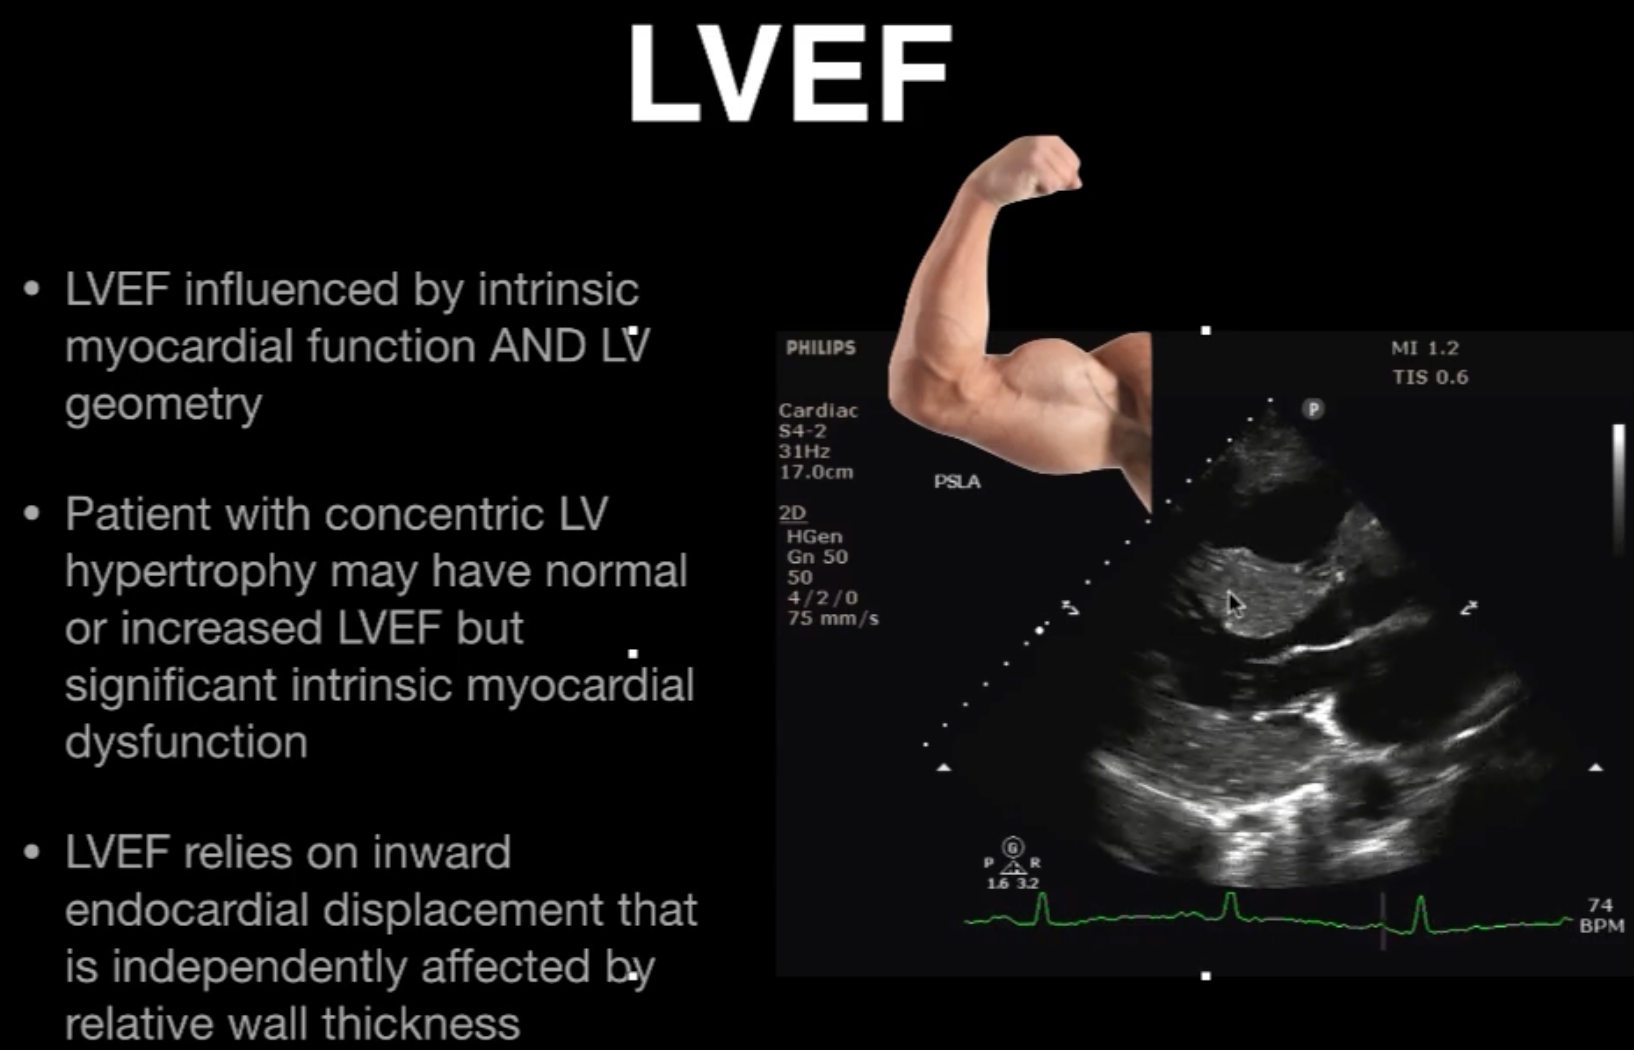 LVEF
• LVEF influenced by intrinsic
myocardial function AND LV
geometry
• Patient with concentric LV
hypertrophy may have normal
or increased LVEF but
significant intrinsic myocardial
dysfunction
• LVEF relies on inward
endocardial displacement that
is independently affected by
relative wall thickness
PHILIPS
MI 1.2
TIS 0.6
Cardiac
S4-2
31Hz
17.0cm
PSLA
2D
HGen
Gn 50
50
4/2/0
75 mm/s
P
G
P R
1.6 3.2
74
BPM